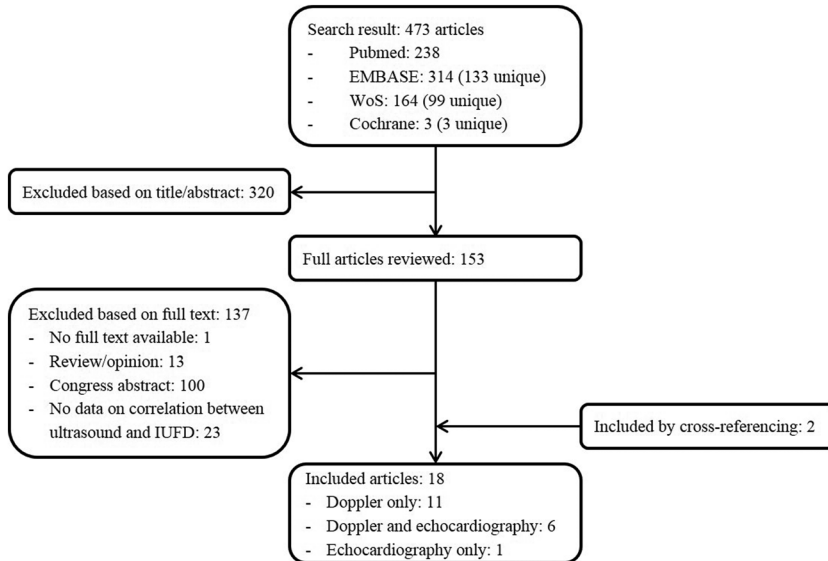 Search result: 473 articles
- Pubmed: 238
- EMBASE: 314 (133 unique)
- WoS: 164 (99 unique)
- Cochrane: 3 (3 unique)
Excluded based on title/abstract: 320
Full articles reviewed: 153
Excluded based on full text: 137
- No full text available: 1
- Review/opinion: 13
- Congress abstract: 100
- No data on correlation between
ultrasound and IUFD: 23
Included by cross-referencing: 2
Included articles: 18
- Doppler only: 11
- Doppler and echocardiography: 6
- Echocardiography only: 1